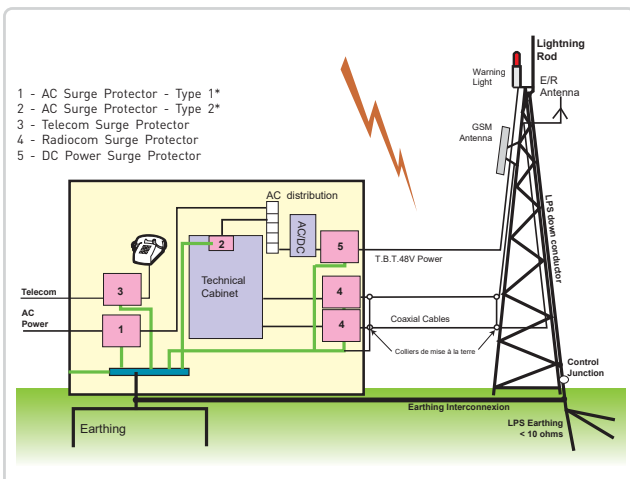 Lightning
Rod
Warning
Light
E/R
Antenna
1 - AC Surge Protector - Type 1*
2 - AC Surge Protector - Type 2*
3 - Telecom Surge Protector
4 - Radiocom Surge Protector
5 - DC Power Surge Protector
GSM
Antenna
AC distribution
AC/DC
2
5
T.B.T.48V Power
LPS down conductor
Technical
Cabinet
Telecom
3
4
AC
Power
1
4
Coaxial Cables
Colliers de mise à la terre
Control
Junction
Earthing Interconnexion
Earthing
LPS Earthing
< 10 ohms